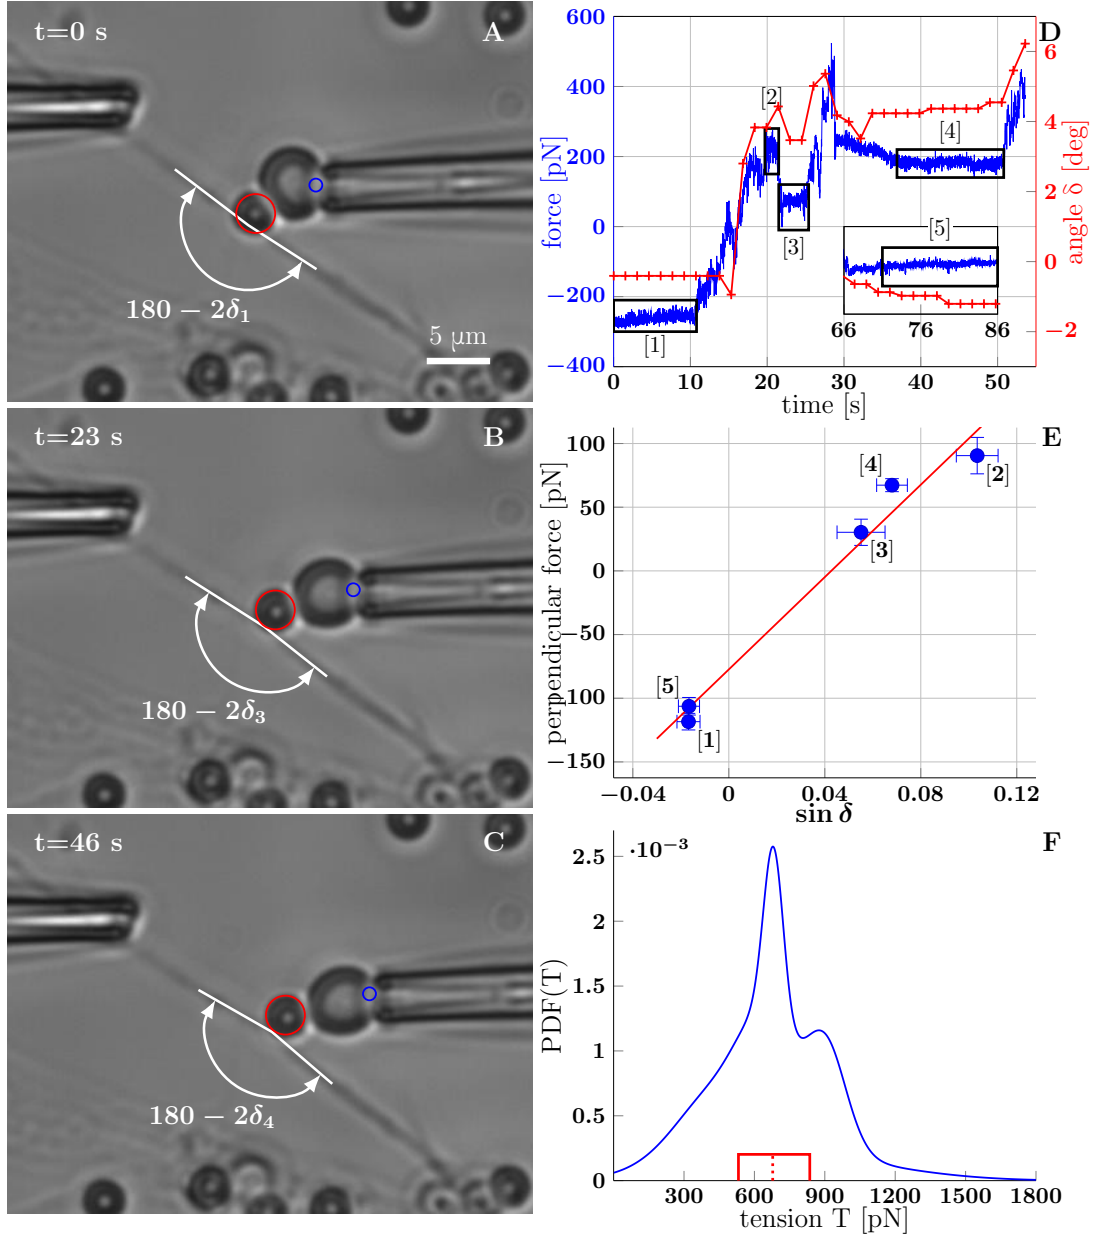 t=0 s
A
180 − 2δ₁
5 μm
t=23 s
B
180 − 2δ₃
t=46 s
C
180 − 2δ₄
D
600
400
200
0
−200
−400
force [pN]
6
4
2
0
−2
angle δ [deg]
[1]
[2]
[3]
[4]
[5]
66 76 86
0 10 20 30 40 50
time [s]
E
100
50
0
−50
−100
−150
perpendicular force [pN]
[4]
[2]
[3]
[5]
[1]
−0.04 0 0.04 0.08 0.12
sin δ
F
·10⁻³
2.5
2
1.5
1
0.5
0
PDF(T)
300 600 900 1200 1500 1800
tension T [pN]